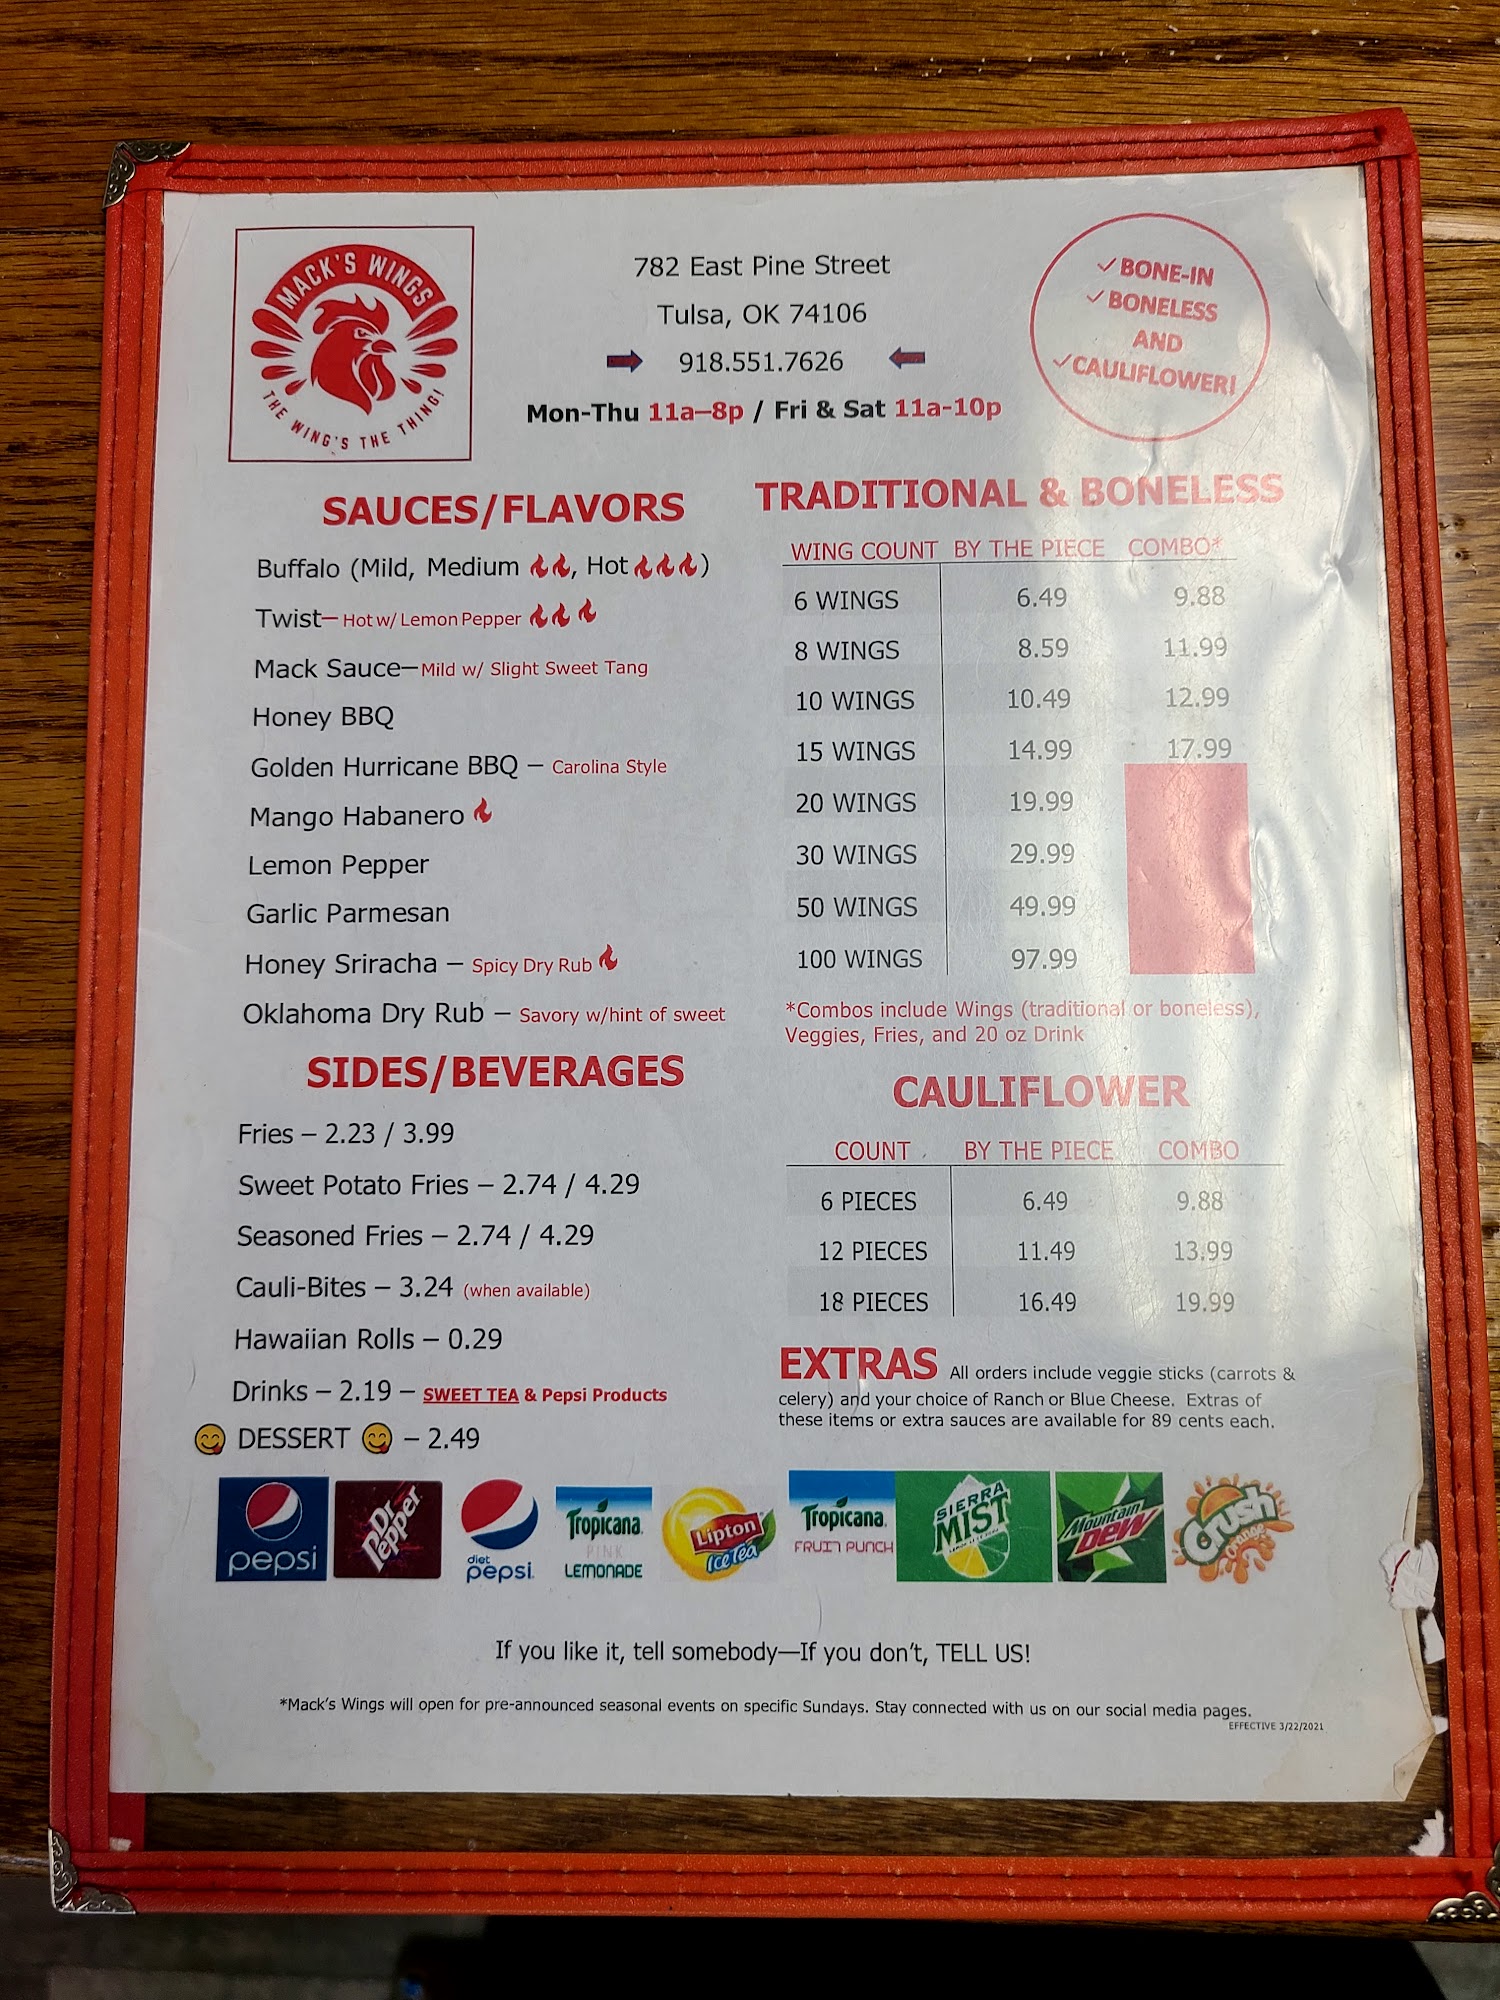 MACK'S WINGS
THE WING'S THE THING!
782 East Pine Street
Tulsa, OK 74106
918.551.7626
Mon-Thu 11a–8p / Fri & Sat 11a-10p
✓ BONE-IN
✓ BONELESS
AND
✓ CAULIFLOWER!
SAUCES/FLAVORS
Buffalo (Mild, Medium 🔥🔥, Hot 🔥🔥🔥)
Twist—Hot w/ Lemon Pepper 🔥🔥🔥
Mack Sauce—Mild w/ Slight Sweet Tang
Honey BBQ
Golden Hurricane BBQ – Carolina Style
Mango Habanero 🔥
Lemon Pepper
Garlic Parmesan
Honey Sriracha – Spicy Dry Rub 🔥
Oklahoma Dry Rub – Savory w/hint of sweet
SIDES/BEVERAGES
Fries – 2.23 / 3.99
Sweet Potato Fries – 2.74 / 4.29
Seasoned Fries – 2.74 / 4.29
Cauli-Bites – 3.24 (when available)
Hawaiian Rolls – 0.29
Drinks – 2.19 – SWEET TEA & Pepsi Products
😋 DESSERT 😋 – 2.49
TRADITIONAL & BONELESS
WING COUNT BY THE PIECE COMBO*
6 WINGS 6.49 9.88
8 WINGS 8.59 11.99
10 WINGS 10.49 12.99
15 WINGS 14.99 17.99
20 WINGS 19.99
30 WINGS 29.99
50 WINGS 49.99
100 WINGS 97.99
*Combos include Wings (traditional or boneless),
Veggies, Fries, and 20 oz Drink
CAULIFLOWER
COUNT BY THE PIECE COMBO
6 PIECES 6.49 9.88
12 PIECES 11.49 13.99
18 PIECES 16.49 19.99
EXTRAS All orders include veggie sticks (carrots &
celery) and your choice of Ranch or Blue Cheese. Extras of
these items or extra sauces are available for 89 cents each.
pepsi
Dr Pepper
diet
pepsi
Tropicana
PINK
LEMONADE
Lipton
Ice Tea
Tropicana
FRUIT PUNCH
SIERRA
MIST
Mountain
DEW
Crush
Orange
If you like it, tell somebody—If you don't, TELL US!
*Mack's Wings will open for pre-announced seasonal events on specific Sundays. Stay connected with us on our social media pages.
EFFECTIVE 3/22/2021